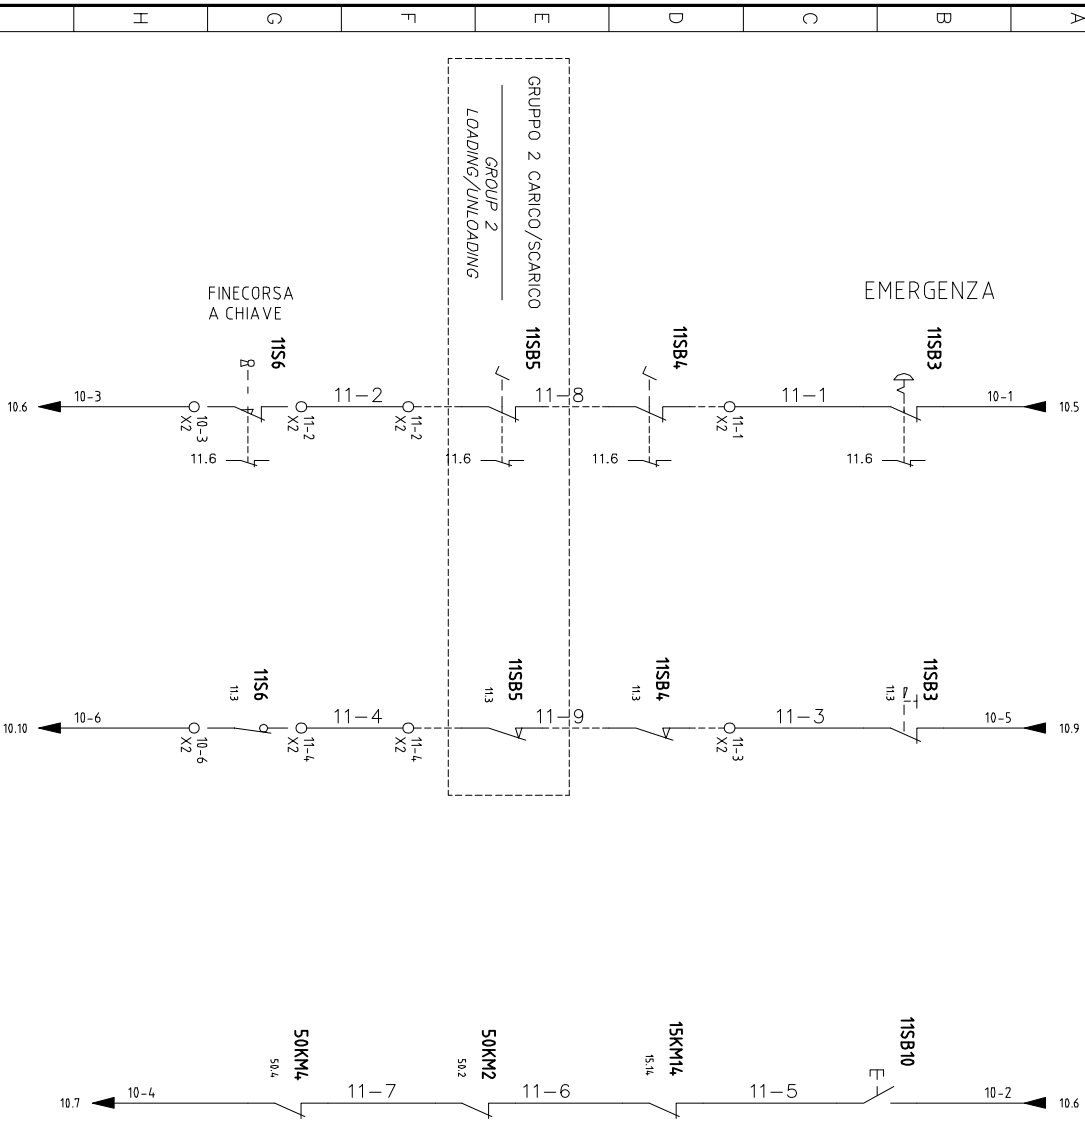 H
G
F
E
D
C
B
A
GRUPPO 2 CARICO/SCARICO
GROUP 2
LOADING/UNLOADING
FINECORSA
A CHIAVE
EMERGENZA
11S6
11SB5
11SB4
11SB3
10.6
10-3
11-2
11-8
11-1
10-1
10.5
10-3
X2
11-2
X2
11-2
X2
11-1
X2
11.6
11.6
11.6
11.6
11S6
11.3
11SB5
11.3
11SB4
11.3
11SB3
11.3
10.10
10-6
11-4
11-9
11-3
10-5
10.9
10-6
X2
11-4
X2
11-4
X2
11-3
X2
50KM4
50.4
50KM2
50.2
15KM14
15.14
11SB10
10.7
10-4
11-7
11-6
11-5
10-2
10.6